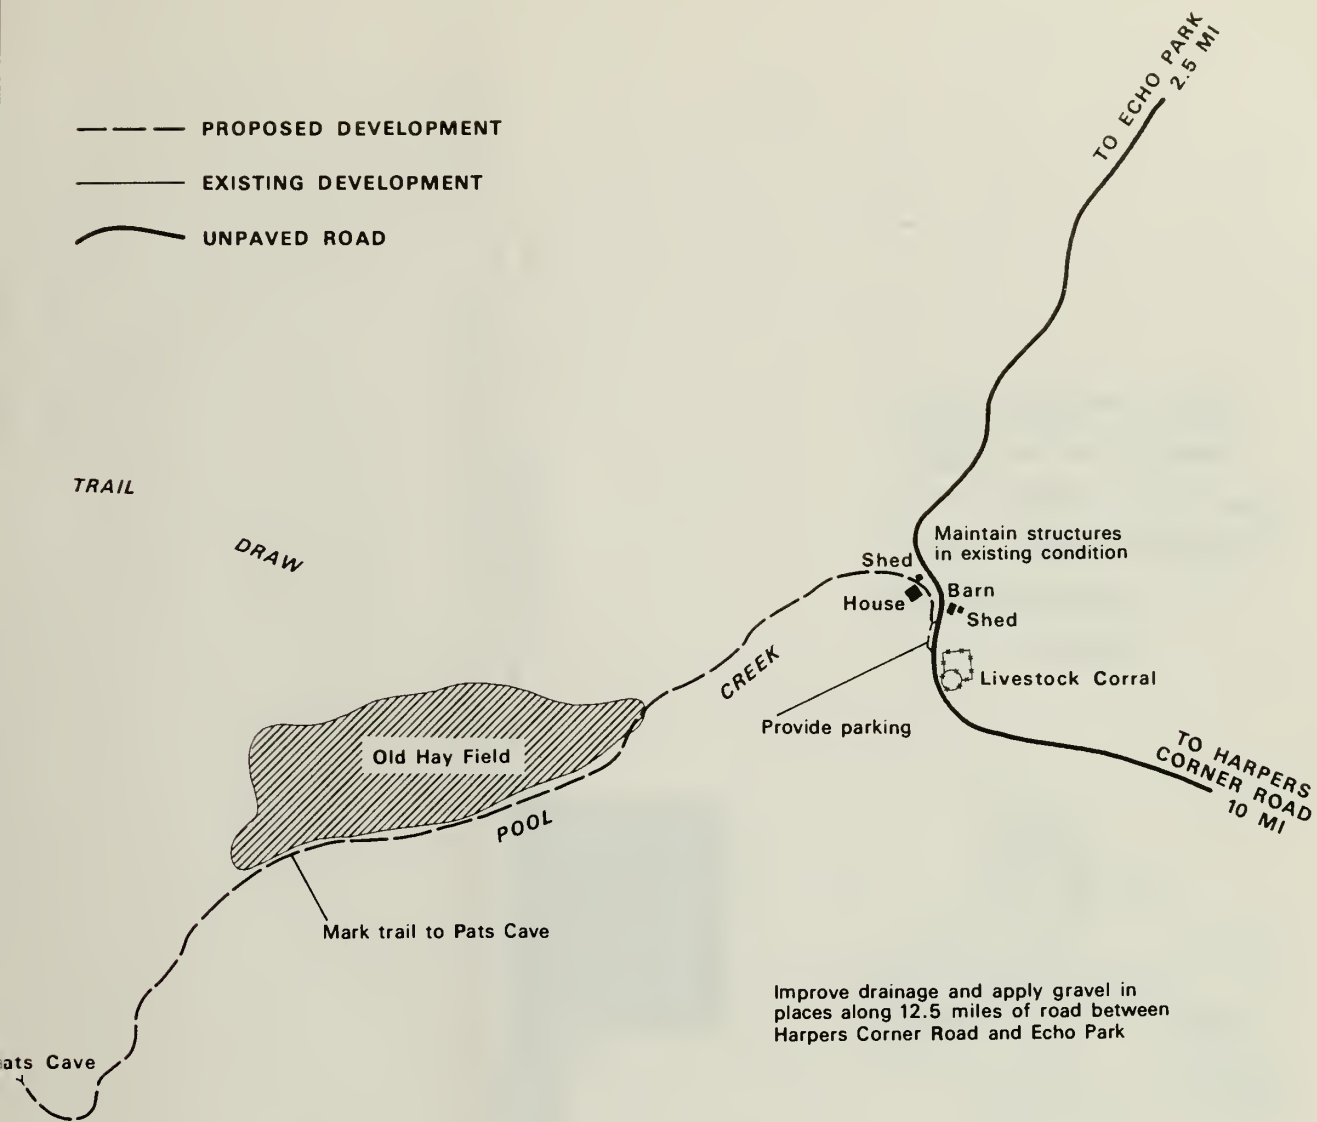 TO ECHO PARK
2.5 MI
PROPOSED DEVELOPMENT
EXISTING DEVELOPMENT
UNPAVED ROAD
TRAIL
DRAW
Maintain structures
in existing condition
Shed
House
Barn
Shed
CREEK
Livestock Corral
Provide parking
TO HARPERS
CORNER ROAD
10 MI
Old Hay Field
POOL
Mark trail to Pats Cave
Improve drainage and apply gravel in
places along 12.5 miles of road between
Harpers Corner Road and Echo Park
ats Cave